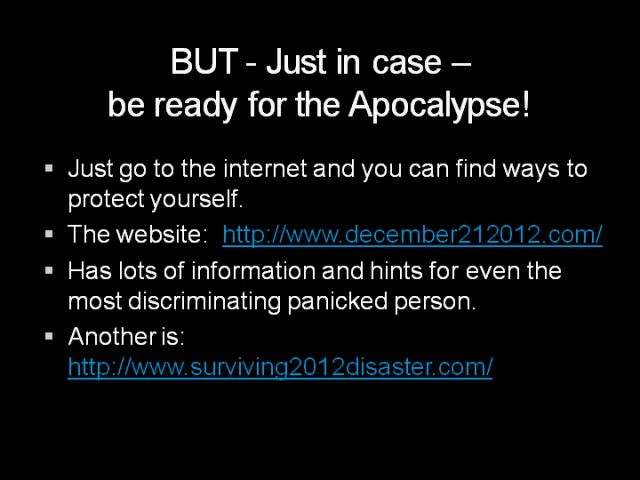 BUT - Just in case –
be ready for the Apocalypse!
▪ Just go to the internet and you can find ways to
protect yourself.
▪ The website: http://www.december212012.com/
▪ Has lots of information and hints for even the
most discriminating panicked person.
▪ Another is:
http://www.surviving2012disaster.com/